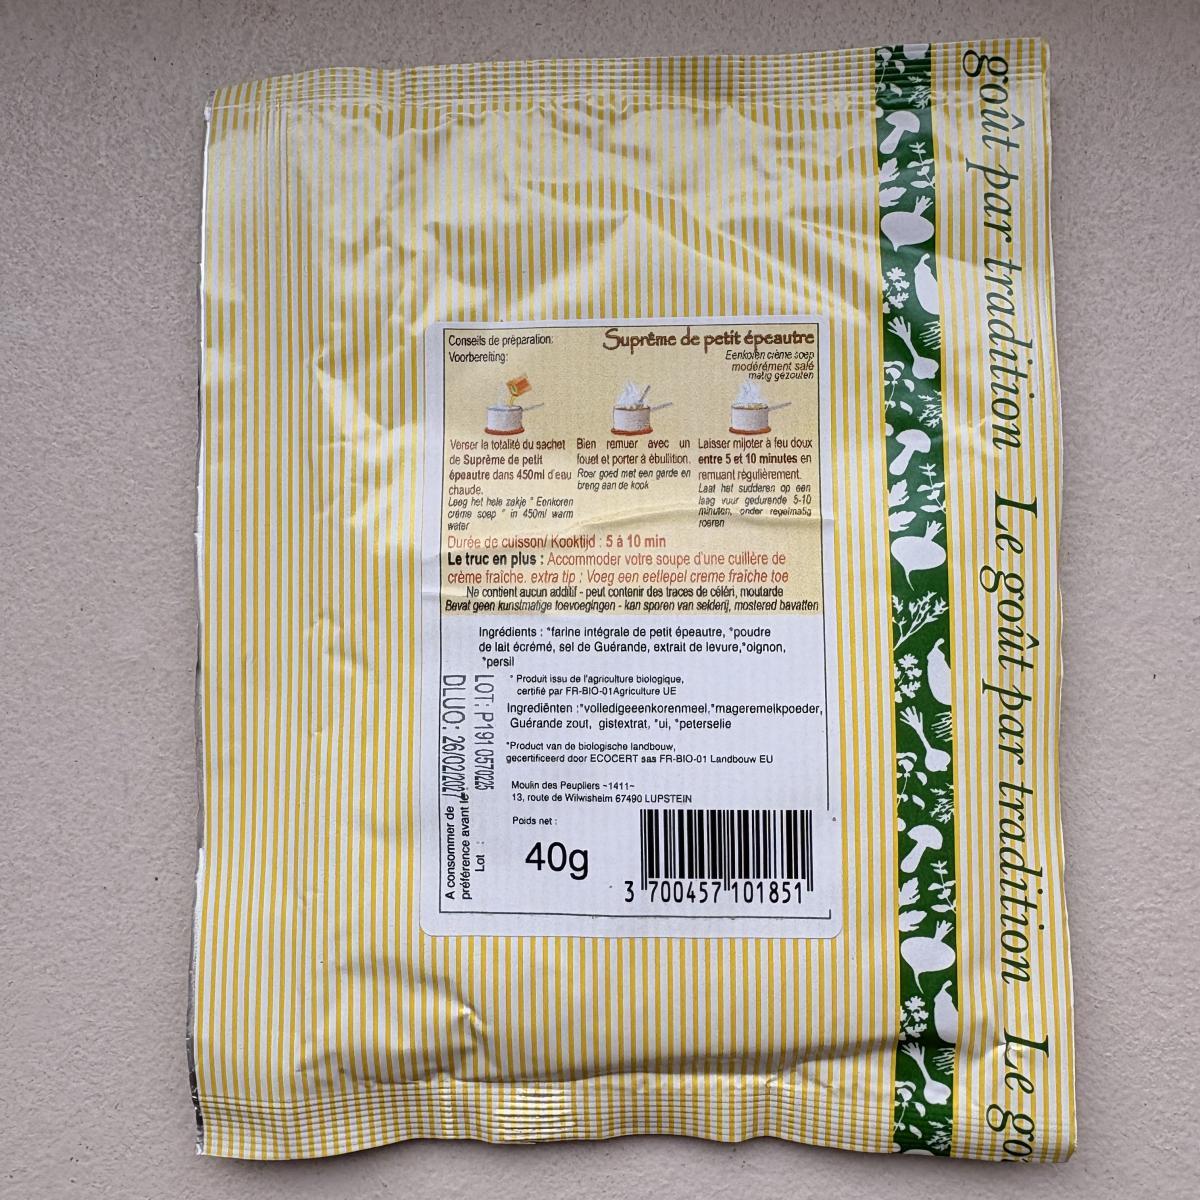 goût par tradition Le goût par tradition Le go
Conseils de préparation:
Voorbereiting:
Suprême de petit épeautre
Eenkoren crème soep
modérément salé
matig gezouten
Verser la totalité du sachet
de Suprême de petit
épeautre dans 450ml d'eau
chaude.
Leeg het hele zakje " Eenkoren
crème soep " in 450ml warm
water
Bien remuer avec un
fouet et porter à ébullition.
Roer goed met een garde en
breng aan de kook
Laisser mijoter à feu doux
entre 5 et 10 minutes en
remuant régulièrement.
Laat het sudderen op een
laag vuur gedurende 5-10
minuten, onder regelmatig
roeren
Durée de cuisson/ Kooktijd : 5 à 10 min
Le truc en plus : Accommoder votre soupe d'une cuillère de
crème fraîche. extra tip : Voeg een eetlepel creme fraîche toe
Ne contient aucun additif - peut contenir des traces de céléri, moutarde
Bevat geen kunstmatige toevoegingen - kan sporen van selderij, mostered bavatten
Ingrédients : *farine intégrale de petit épeautre, *poudre
de lait écrémé, sel de Guérande, extrait de levure,*oignon,
*persil
* Produit issu de l'agriculture biologique,
certifié par FR-BIO-01Agriculture UE
Ingrediënten :*volledigeeenkorenmeel,*mageremelkpoeder,
Guérande zout, gistextrat, *ui, *peterselie
*Product van de biologische landbouw,
gecertificeerd door ECOCERT sas FR-BIO-01 Landbouw EU
Moulin des Peupliers ~1411~
13, route de Wilwisheim 67490 LUPSTEIN
Poids net :
40g
3 700457 101851
A consommer de
préférence avant le
Lot :
LOT: P191 0570225
DLUO: 26/02/2027